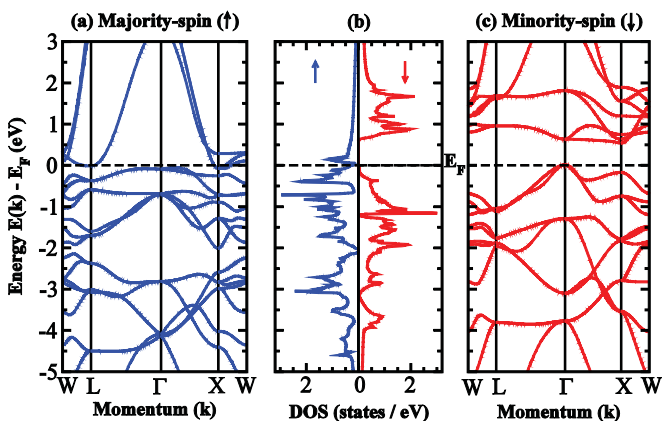 (a) Majority-spin (↑)
(b)
(c) Minority-spin (↓)
Energy E(k) - E_F (eV)
3
2
1
0
-1
-2
-3
-4
-5
E_F
W L Γ X W
2 0 2
W L Γ X W
Momentum (k)
DOS (states / eV)
Momentum (k)